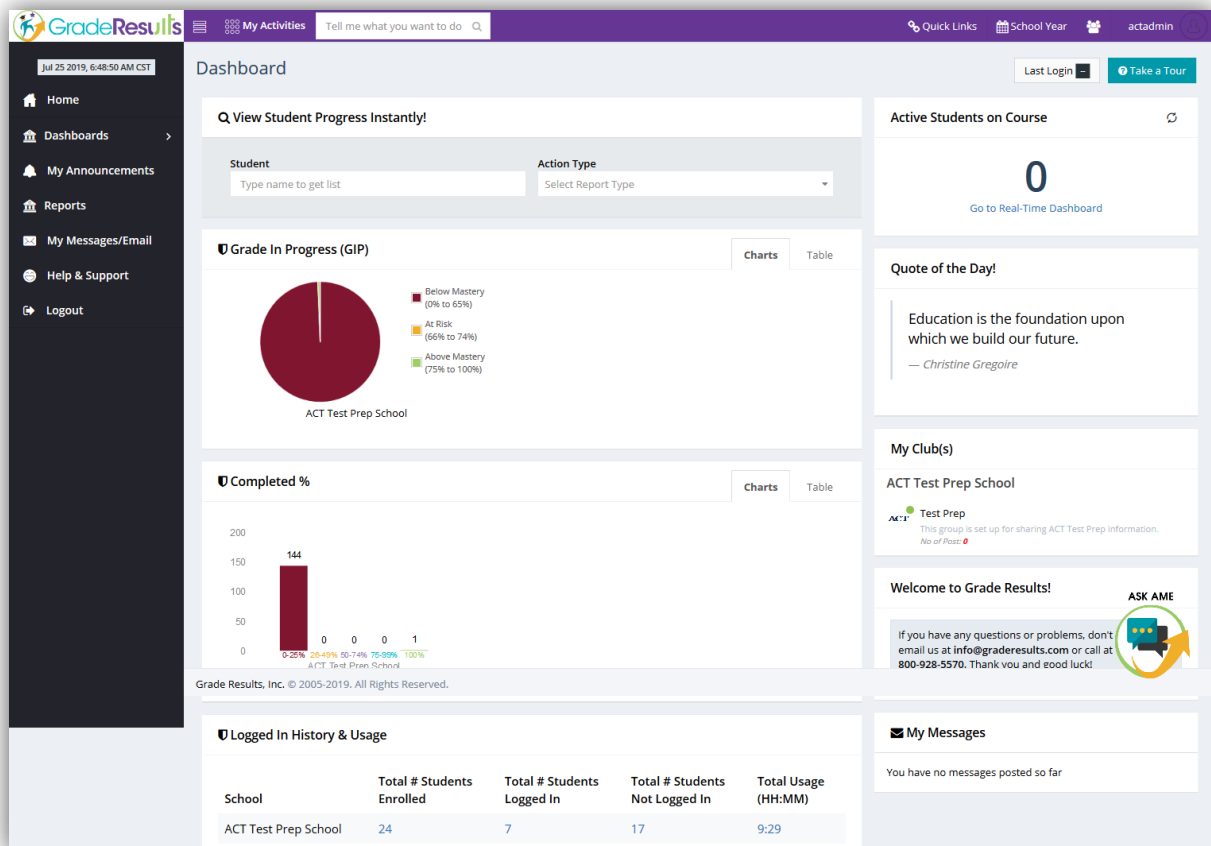 GradeResults
My Activities
Tell me what you want to do
Quick Links
School Year
actadmin
Jul 25 2019, 6:48:50 AM CST
Home
Dashboards
My Announcements
Reports
My Messages/Email
Help & Support
Logout
Dashboard
Last Login
Take a Tour
View Student Progress Instantly!
Student
Type name to get list
Action Type
Select Report Type
Grade In Progress (GIP)
Charts
Table
Below Mastery
(0% to 65%)
At Risk
(66% to 74%)
Above Mastery
(75% to 100%)
ACT Test Prep School
Completed %
Charts
Table
200
150
100
50
0
144
0
0
0
1
0-25%
26-49%
50-74%
75-99%
100%
ACT Test Prep School
Grade Results, Inc. © 2005-2019. All Rights Reserved.
Logged In History & Usage
School
Total # Students
Enrolled
Total # Students
Logged In
Total # Students
Not Logged In
Total Usage
(HH:MM)
ACT Test Prep School
24
7
17
9:29
Active Students on Course
0
Go to Real-Time Dashboard
Quote of the Day!
Education is the foundation upon
which we build our future.
— Christine Gregoire
My Club(s)
ACT Test Prep School
ACT
Test Prep
This group is set up for sharing ACT Test Prep information.
No of Post: 0
Welcome to Grade Results!
ASK AME
If you have any questions or problems, don't
email us at info@graderesults.com or call at
800-928-5570. Thank you and good luck!
My Messages
You have no messages posted so far